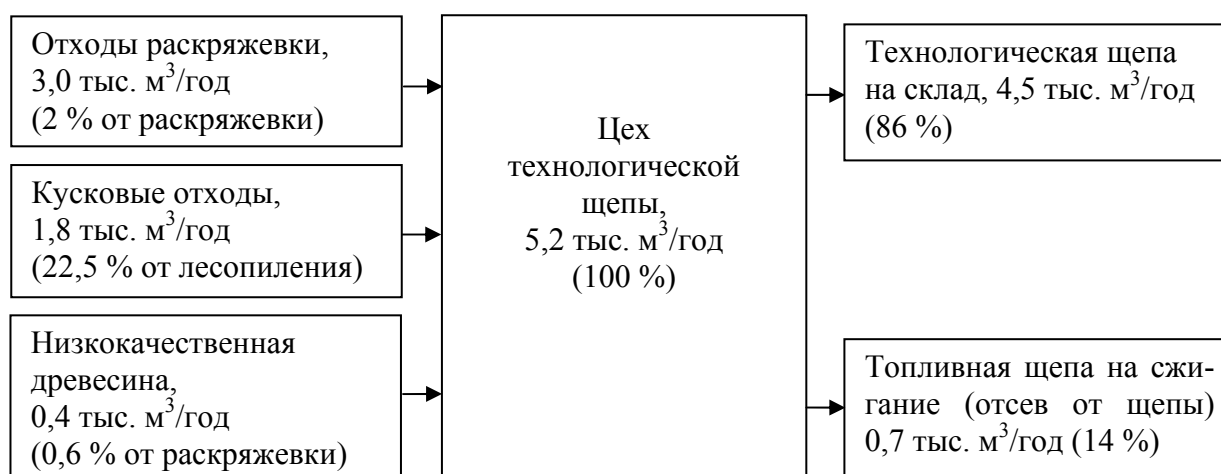 Отходы раскряжевки,
3,0 тыс. м³/год
(2 % от раскряжевки)
Кусковые отходы,
1,8 тыс. м³/год
(22,5 % от лесопиления)
Низкокачественная
древесина,
0,4 тыс. м³/год
(0,6 % от раскряжевки)
Цех
технологической
щепы,
5,2 тыс. м³/год
(100 %)
Технологическая щепа
на склад, 4,5 тыс. м³/год
(86 %)
Топливная щепа на сжи-
гание (отсев от щепы)
0,7 тыс. м³/год (14 %)